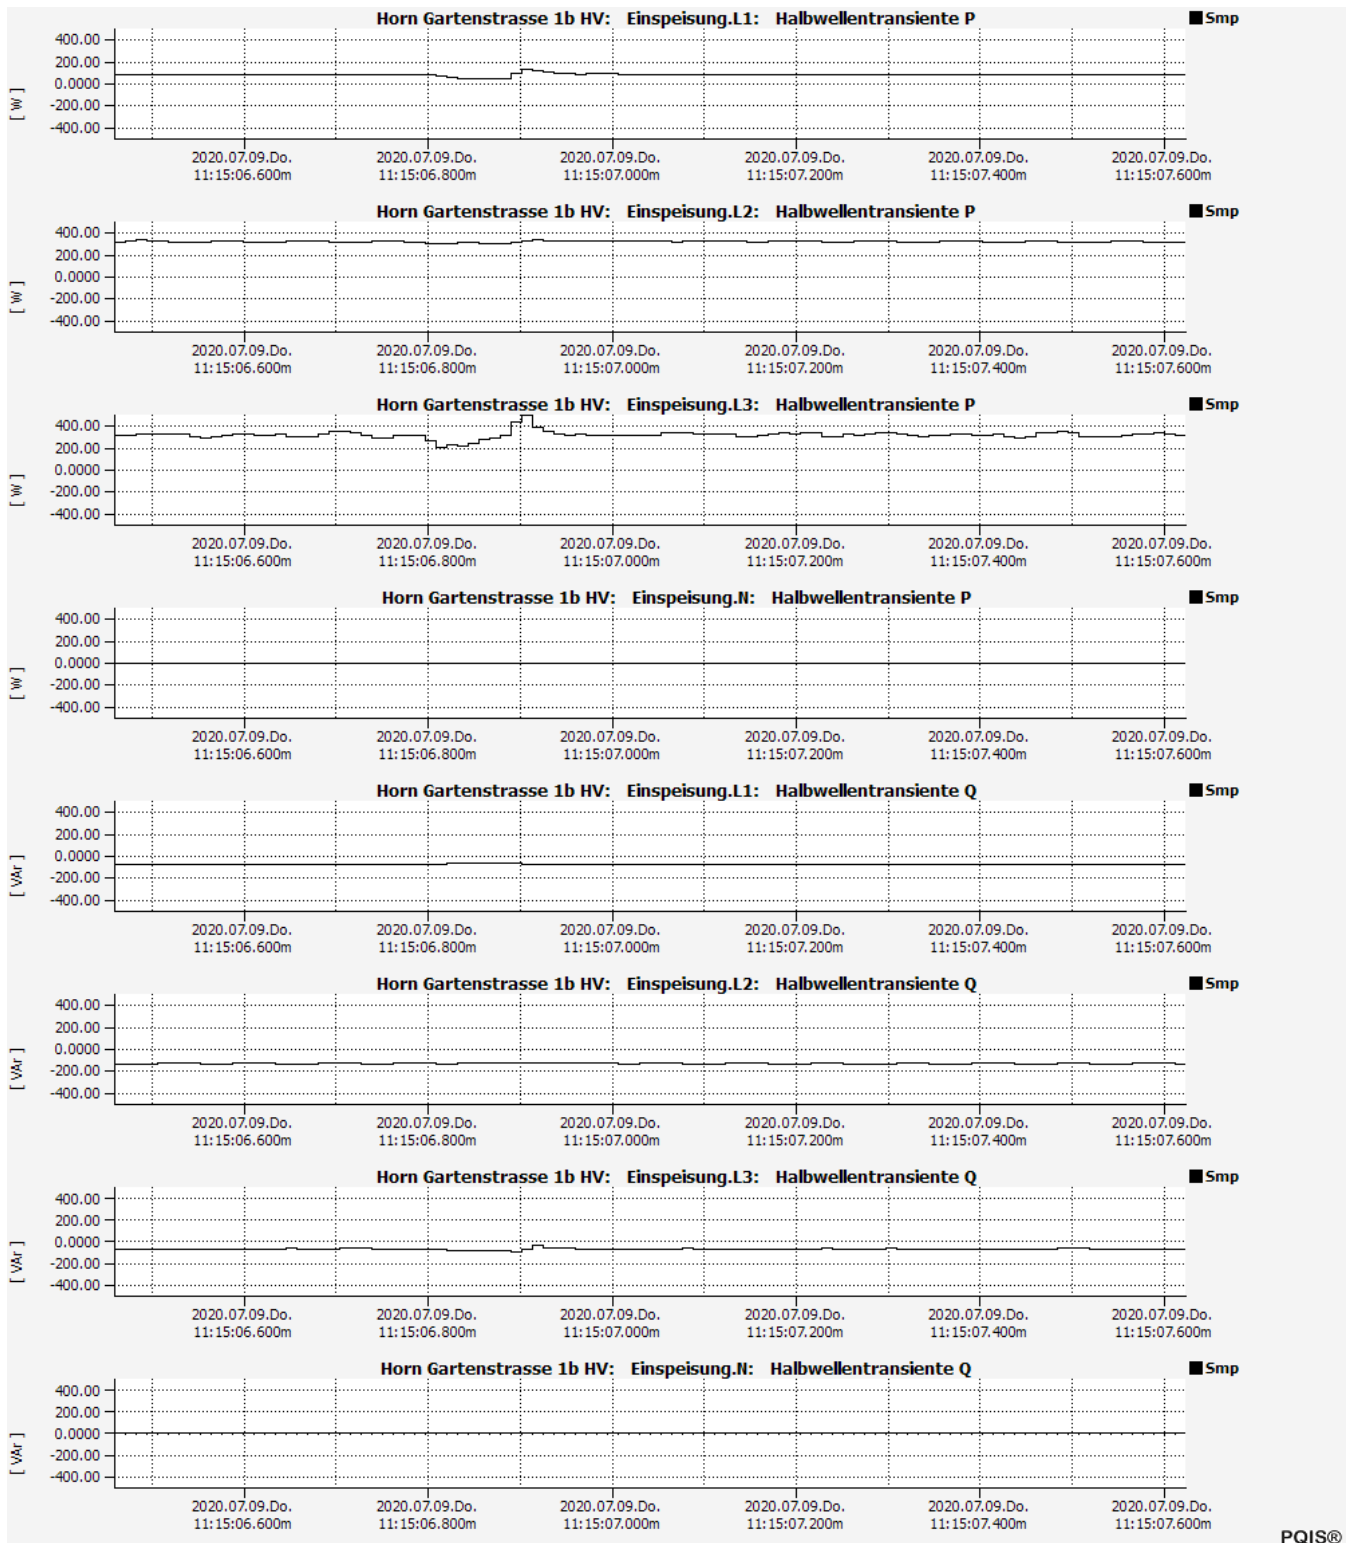 Horn Gartenstrasse 1b HV: Einspeisung.L1: Halbwellentransiente P
Smp
400.00
200.00
0.0000
-200.00
-400.00
[ W ]
2020.07.09.Do. 2020.07.09.Do. 2020.07.09.Do. 2020.07.09.Do. 2020.07.09.Do. 2020.07.09.Do.
11:15:06.600m 11:15:06.800m 11:15:07.000m 11:15:07.200m 11:15:07.400m 11:15:07.600m
Horn Gartenstrasse 1b HV: Einspeisung.L2: Halbwellentransiente P
Smp
400.00
200.00
0.0000
-200.00
-400.00
[ W ]
2020.07.09.Do. 2020.07.09.Do. 2020.07.09.Do. 2020.07.09.Do. 2020.07.09.Do. 2020.07.09.Do.
11:15:06.600m 11:15:06.800m 11:15:07.000m 11:15:07.200m 11:15:07.400m 11:15:07.600m
Horn Gartenstrasse 1b HV: Einspeisung.L3: Halbwellentransiente P
Smp
400.00
200.00
0.0000
-200.00
-400.00
[ W ]
2020.07.09.Do. 2020.07.09.Do. 2020.07.09.Do. 2020.07.09.Do. 2020.07.09.Do. 2020.07.09.Do.
11:15:06.600m 11:15:06.800m 11:15:07.000m 11:15:07.200m 11:15:07.400m 11:15:07.600m
Horn Gartenstrasse 1b HV: Einspeisung.N: Halbwellentransiente P
Smp
400.00
200.00
0.0000
-200.00
-400.00
[ W ]
2020.07.09.Do. 2020.07.09.Do. 2020.07.09.Do. 2020.07.09.Do. 2020.07.09.Do. 2020.07.09.Do.
11:15:06.600m 11:15:06.800m 11:15:07.000m 11:15:07.200m 11:15:07.400m 11:15:07.600m
Horn Gartenstrasse 1b HV: Einspeisung.L1: Halbwellentransiente Q
Smp
400.00
200.00
0.0000
-200.00
-400.00
[ VAr ]
2020.07.09.Do. 2020.07.09.Do. 2020.07.09.Do. 2020.07.09.Do. 2020.07.09.Do. 2020.07.09.Do.
11:15:06.600m 11:15:06.800m 11:15:07.000m 11:15:07.200m 11:15:07.400m 11:15:07.600m
Horn Gartenstrasse 1b HV: Einspeisung.L2: Halbwellentransiente Q
Smp
400.00
200.00
0.0000
-200.00
-400.00
[ VAr ]
2020.07.09.Do. 2020.07.09.Do. 2020.07.09.Do. 2020.07.09.Do. 2020.07.09.Do. 2020.07.09.Do.
11:15:06.600m 11:15:06.800m 11:15:07.000m 11:15:07.200m 11:15:07.400m 11:15:07.600m
Horn Gartenstrasse 1b HV: Einspeisung.L3: Halbwellentransiente Q
Smp
400.00
200.00
0.0000
-200.00
-400.00
[ VAr ]
2020.07.09.Do. 2020.07.09.Do. 2020.07.09.Do. 2020.07.09.Do. 2020.07.09.Do. 2020.07.09.Do.
11:15:06.600m 11:15:06.800m 11:15:07.000m 11:15:07.200m 11:15:07.400m 11:15:07.600m
Horn Gartenstrasse 1b HV: Einspeisung.N: Halbwellentransiente Q
Smp
400.00
200.00
0.0000
-200.00
-400.00
[ VAr ]
2020.07.09.Do. 2020.07.09.Do. 2020.07.09.Do. 2020.07.09.Do. 2020.07.09.Do. 2020.07.09.Do.
11:15:06.600m 11:15:06.800m 11:15:07.000m 11:15:07.200m 11:15:07.400m 11:15:07.600m
PQIS®